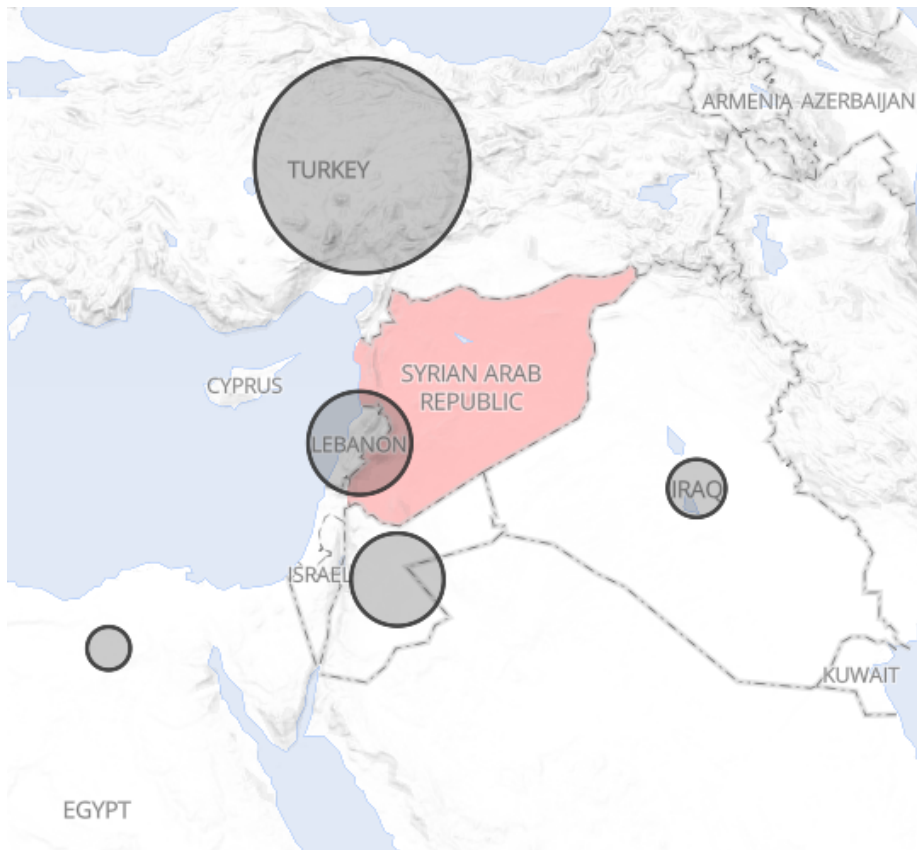 ARMENIA
AZERBAIJAN
TURKEY
SYRIAN ARAB
REPUBLIC
CYPRUS
LEBANON
IRAQ
ISRAEL
KUWAIT
EGYPT